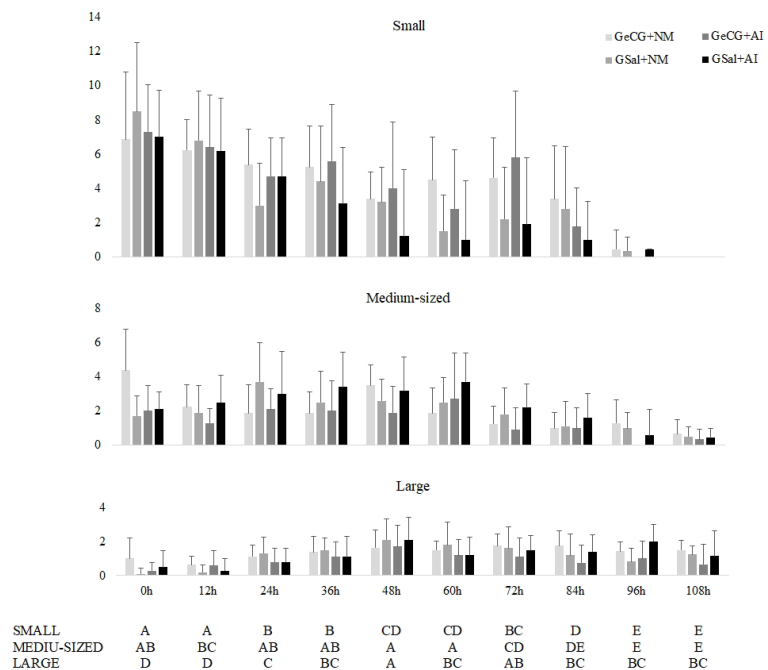 14
Small
GeCG+NM
GeCG+AI
12
GSal+NM
GSal+AI
10
8
6
4
2
0
Medium-sized
8
6
4
2
0
Large
4
2
0
0h 12h 24h 36h 48h 60h 72h 84h 96h 108h
SMALL A A B B CD CD BC D E E
MEDIU-SIZED AB BC AB AB A A CD DE E E
LARGE D D C BC A BC AB BC BC BC